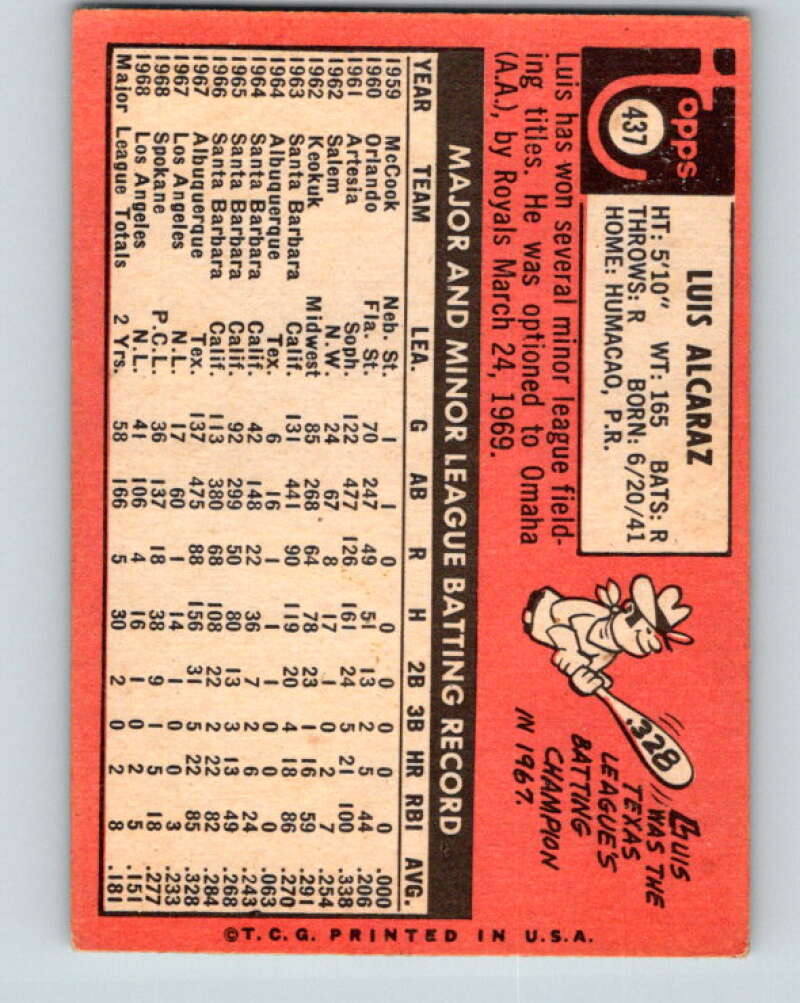 Topps
437
LUIS ALCARAZ
HT: 5'10" WT: 165 BATS: R
THROWS: R BORN: 6/20/41
HOME: HUMACAO, P.R.
Luis has won several minor league field-
ing titles. He was optioned to Omaha
(A.A.), by Royals March 24, 1969.
.328
LUIS
WAS THE
TEXAS
LEAGUE'S
BATTING
CHAMPION
IN 1967.
MAJOR AND MINOR LEAGUE BATTING RECORD
YEAR TEAM LEA. G AB R H 2B 3B HR RBI AVG.
1959 McCook Neb. St. 1 1 0 0 0 0 0 0 .000
1960 Orlando Fla. St. 70 247 49 51 13 2 5 44 .206
1961 Artesia Soph. 122 477 126 161 24 5 21 100 .338
1962 Salem N.W. 24 67 8 17 1 0 2 7 .254
1962 Keokuk Midwest 85 268 64 78 23 1 16 59 .291
1963 Santa Barbara Calif. 131 441 90 119 20 4 18 86 .270
1964 Albuquerque Tex. 6 16 1 1 0 0 0 0 .063
1964 Santa Barbara Calif. 42 148 22 36 7 2 6 24 .243
1965 Santa Barbara Calif. 92 299 50 80 13 3 13 49 .268
1966 Santa Barbara Calif. 113 380 68 108 22 2 22 82 .284
1967 Albuquerque Tex. 137 475 88 156 31 5 22 85 .328
1967 Los Angeles N.L. 17 60 1 14 1 0 0 3 .233
1968 Spokane P.C.L. 36 137 18 38 9 1 5 18 .277
1968 Los Angeles N.L. 41 106 4 16 1 0 2 5 .151
Major League Totals 2 Yrs. 58 166 5 30 2 0 2 8 .181
©T.C.G. PRINTED IN U.S.A.